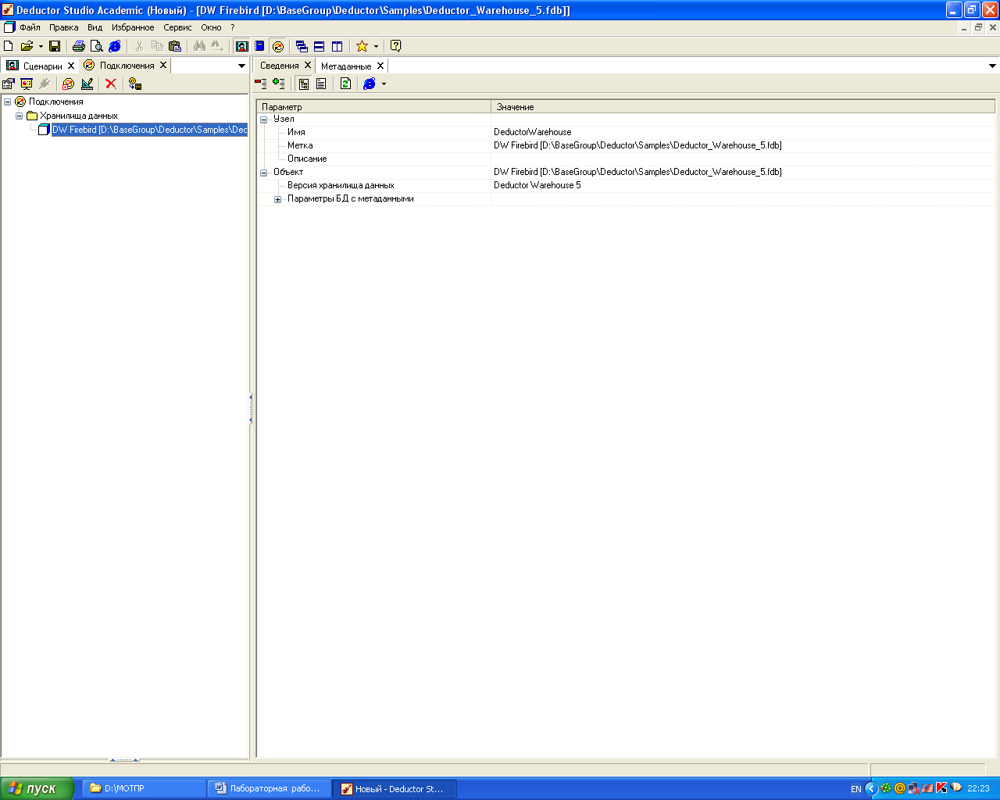 Deductor Studio Academic (Новый) - [DW Firebird [D:\BaseGroup\Deductor\Samples\Deductor_Warehouse_5.fdb]]
Файл Правка Вид Избранное Сервис Окно ?
Сценарии Подключения
Сведения Метаданные
Подключения
Хранилища данных
DW Firebird [D:\BaseGroup\Deductor\Samples\Dec
Параметр Значение
Узел
Имя DeductorWarehouse
Метка DW Firebird [D:\BaseGroup\Deductor\Samples\Deductor_Warehouse_5.fdb]
Описание
Объект DW Firebird [D:\BaseGroup\Deductor\Samples\Deductor_Warehouse_5.fdb]
Версия хранилища данных Deductor Warehouse 5
Параметры БД с метаданными
пуск D:\МОТПР Лабораторная рабо... Новый - Deductor St... EN 22:23